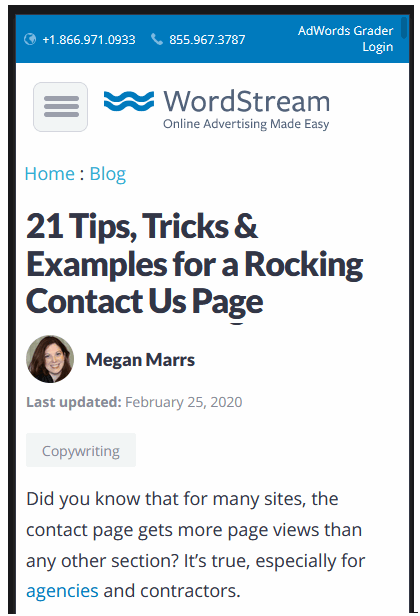 +1.866.971.0933 855.967.3787 AdWords Grader
Login
WordStream
Online Advertising Made Easy
Home : Blog
21 Tips, Tricks &
Examples for a Rocking
Contact Us Page
Megan Marrs
Last updated: February 25, 2020
Copywriting
Did you know that for many sites, the
contact page gets more page views than
any other section? It’s true, especially for
agencies and contractors.